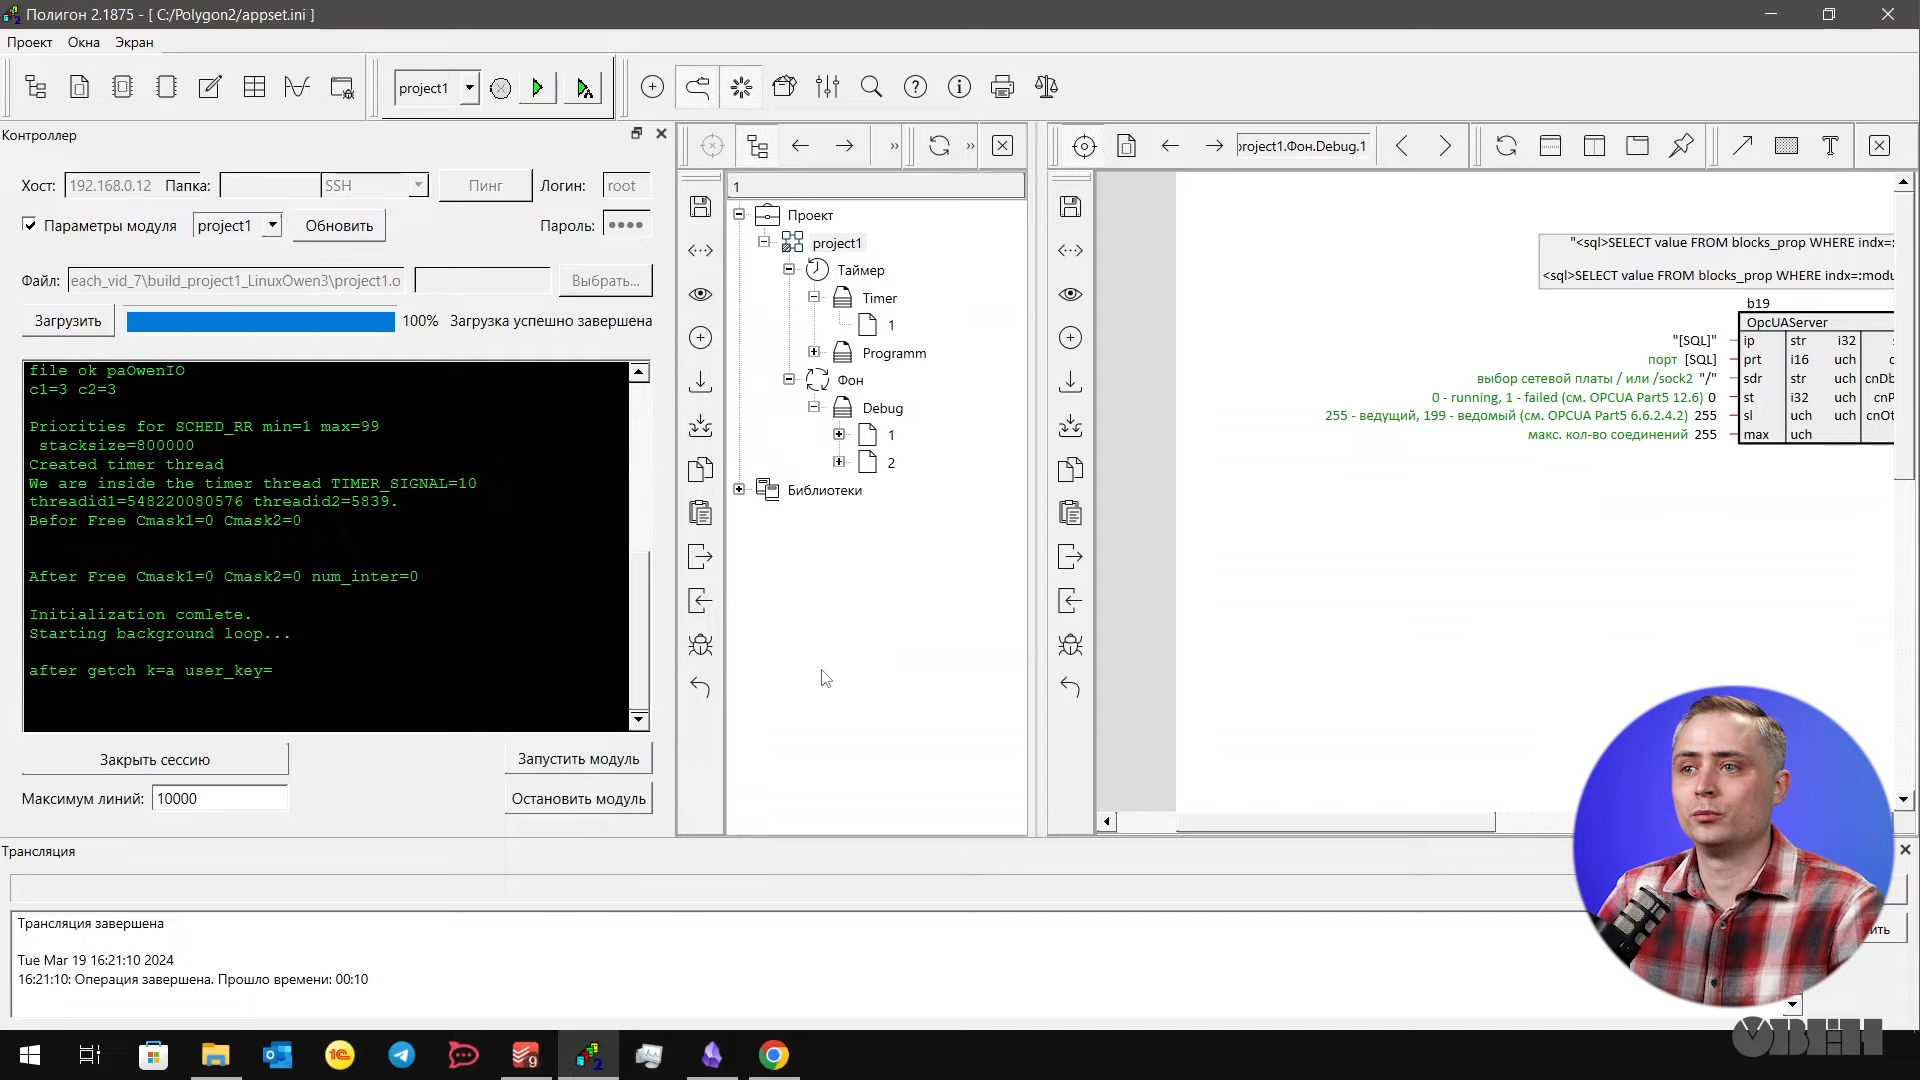 Полигон 2.1875 - [ C:/Polygon2/appset.ini ]
Проект Окна Экран
project1
Контроллер
Хост: 192.168.0.12 Папка: SSH Пинг Логин: root
Параметры модуля project1 Обновить Пароль: ●●●●
Файл: each_vid_7\build_project1_LinuxOwen3\project1.o Выбрать...
Загрузить 100% Загрузка успешно завершена
file ok paOwenIO
c1=3 c2=3
Priorities for SCHED_RR min=1 max=99
stacksize=800000
Created timer thread
We are inside the timer thread TIMER_SIGNAL=10
threadid1=548220080576 threadid2=5839.
Befor Free Cmask1=0 Cmask2=0
After Free Cmask1=0 Cmask2=0 num_inter=0
Initialization comlete.
Starting background loop...
after getch k=a user_key=
Закрыть сессию Запустить модуль
Максимум линий: 10000 Остановить модуль
1
Проект
project1
Таймер
Timer
1
Programm
Фон
Debug
1
2
Библиотеки
project1.Фон.Debug.1
"<sql>SELECT value FROM blocks_prop WHERE indx=:
<sql>SELECT value FROM blocks_prop WHERE indx=:modu
b19
OpcUAServer
"[SQL]" ip str i32
порт [SQL] prt i16 uch
выбор сетевой платы / или /sock2 "/" sdr str uch cnDb
0 - running, 1 - failed (см. OPCUA Part5 12.6) 0 st i32 uch cnP
255 - ведущий, 199 - ведомый (см. OPCUA Part5 6.6.2.4.2) 255 sl uch uch cnOt
макс. кол-во соединений 255 max uch
Трансляция
Трансляция завершена
Tue Mar 19 16:21:10 2024
16:21:10: Операция завершена. Прошло времени: 00:10
ить
ОВЕН